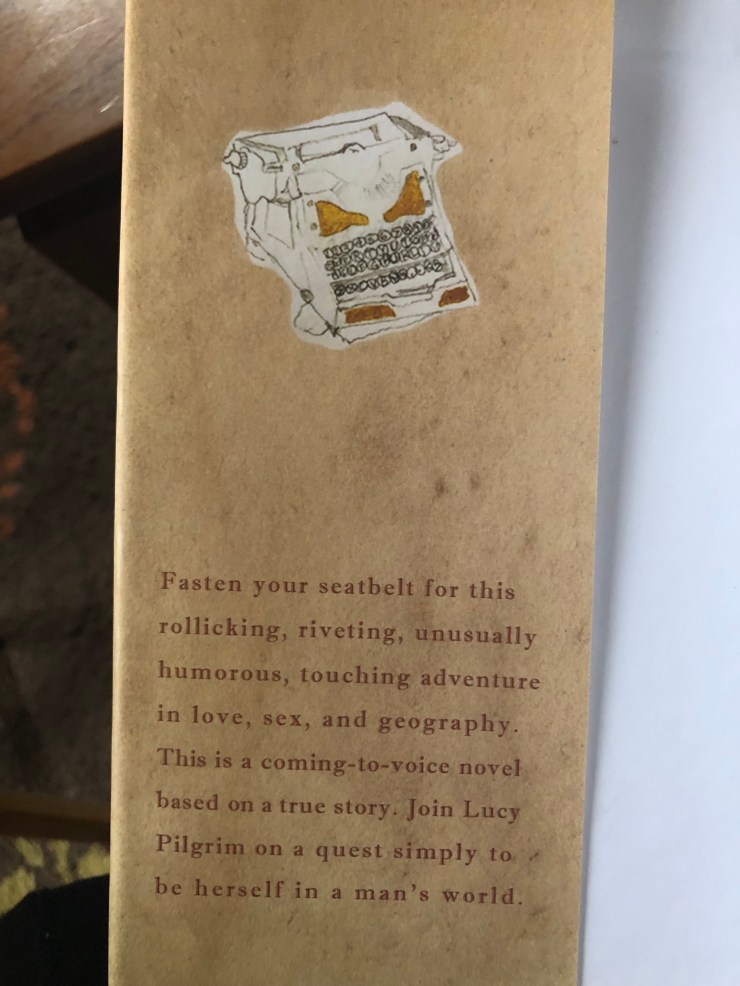 Fasten your seatbelt for this
rollicking, riveting, unusually
humorous, touching adventure
in love, sex, and geography.
This is a coming-to-voice novel
based on a true story. Join Lucy
Pilgrim on a quest simply to
be herself in a man's world.